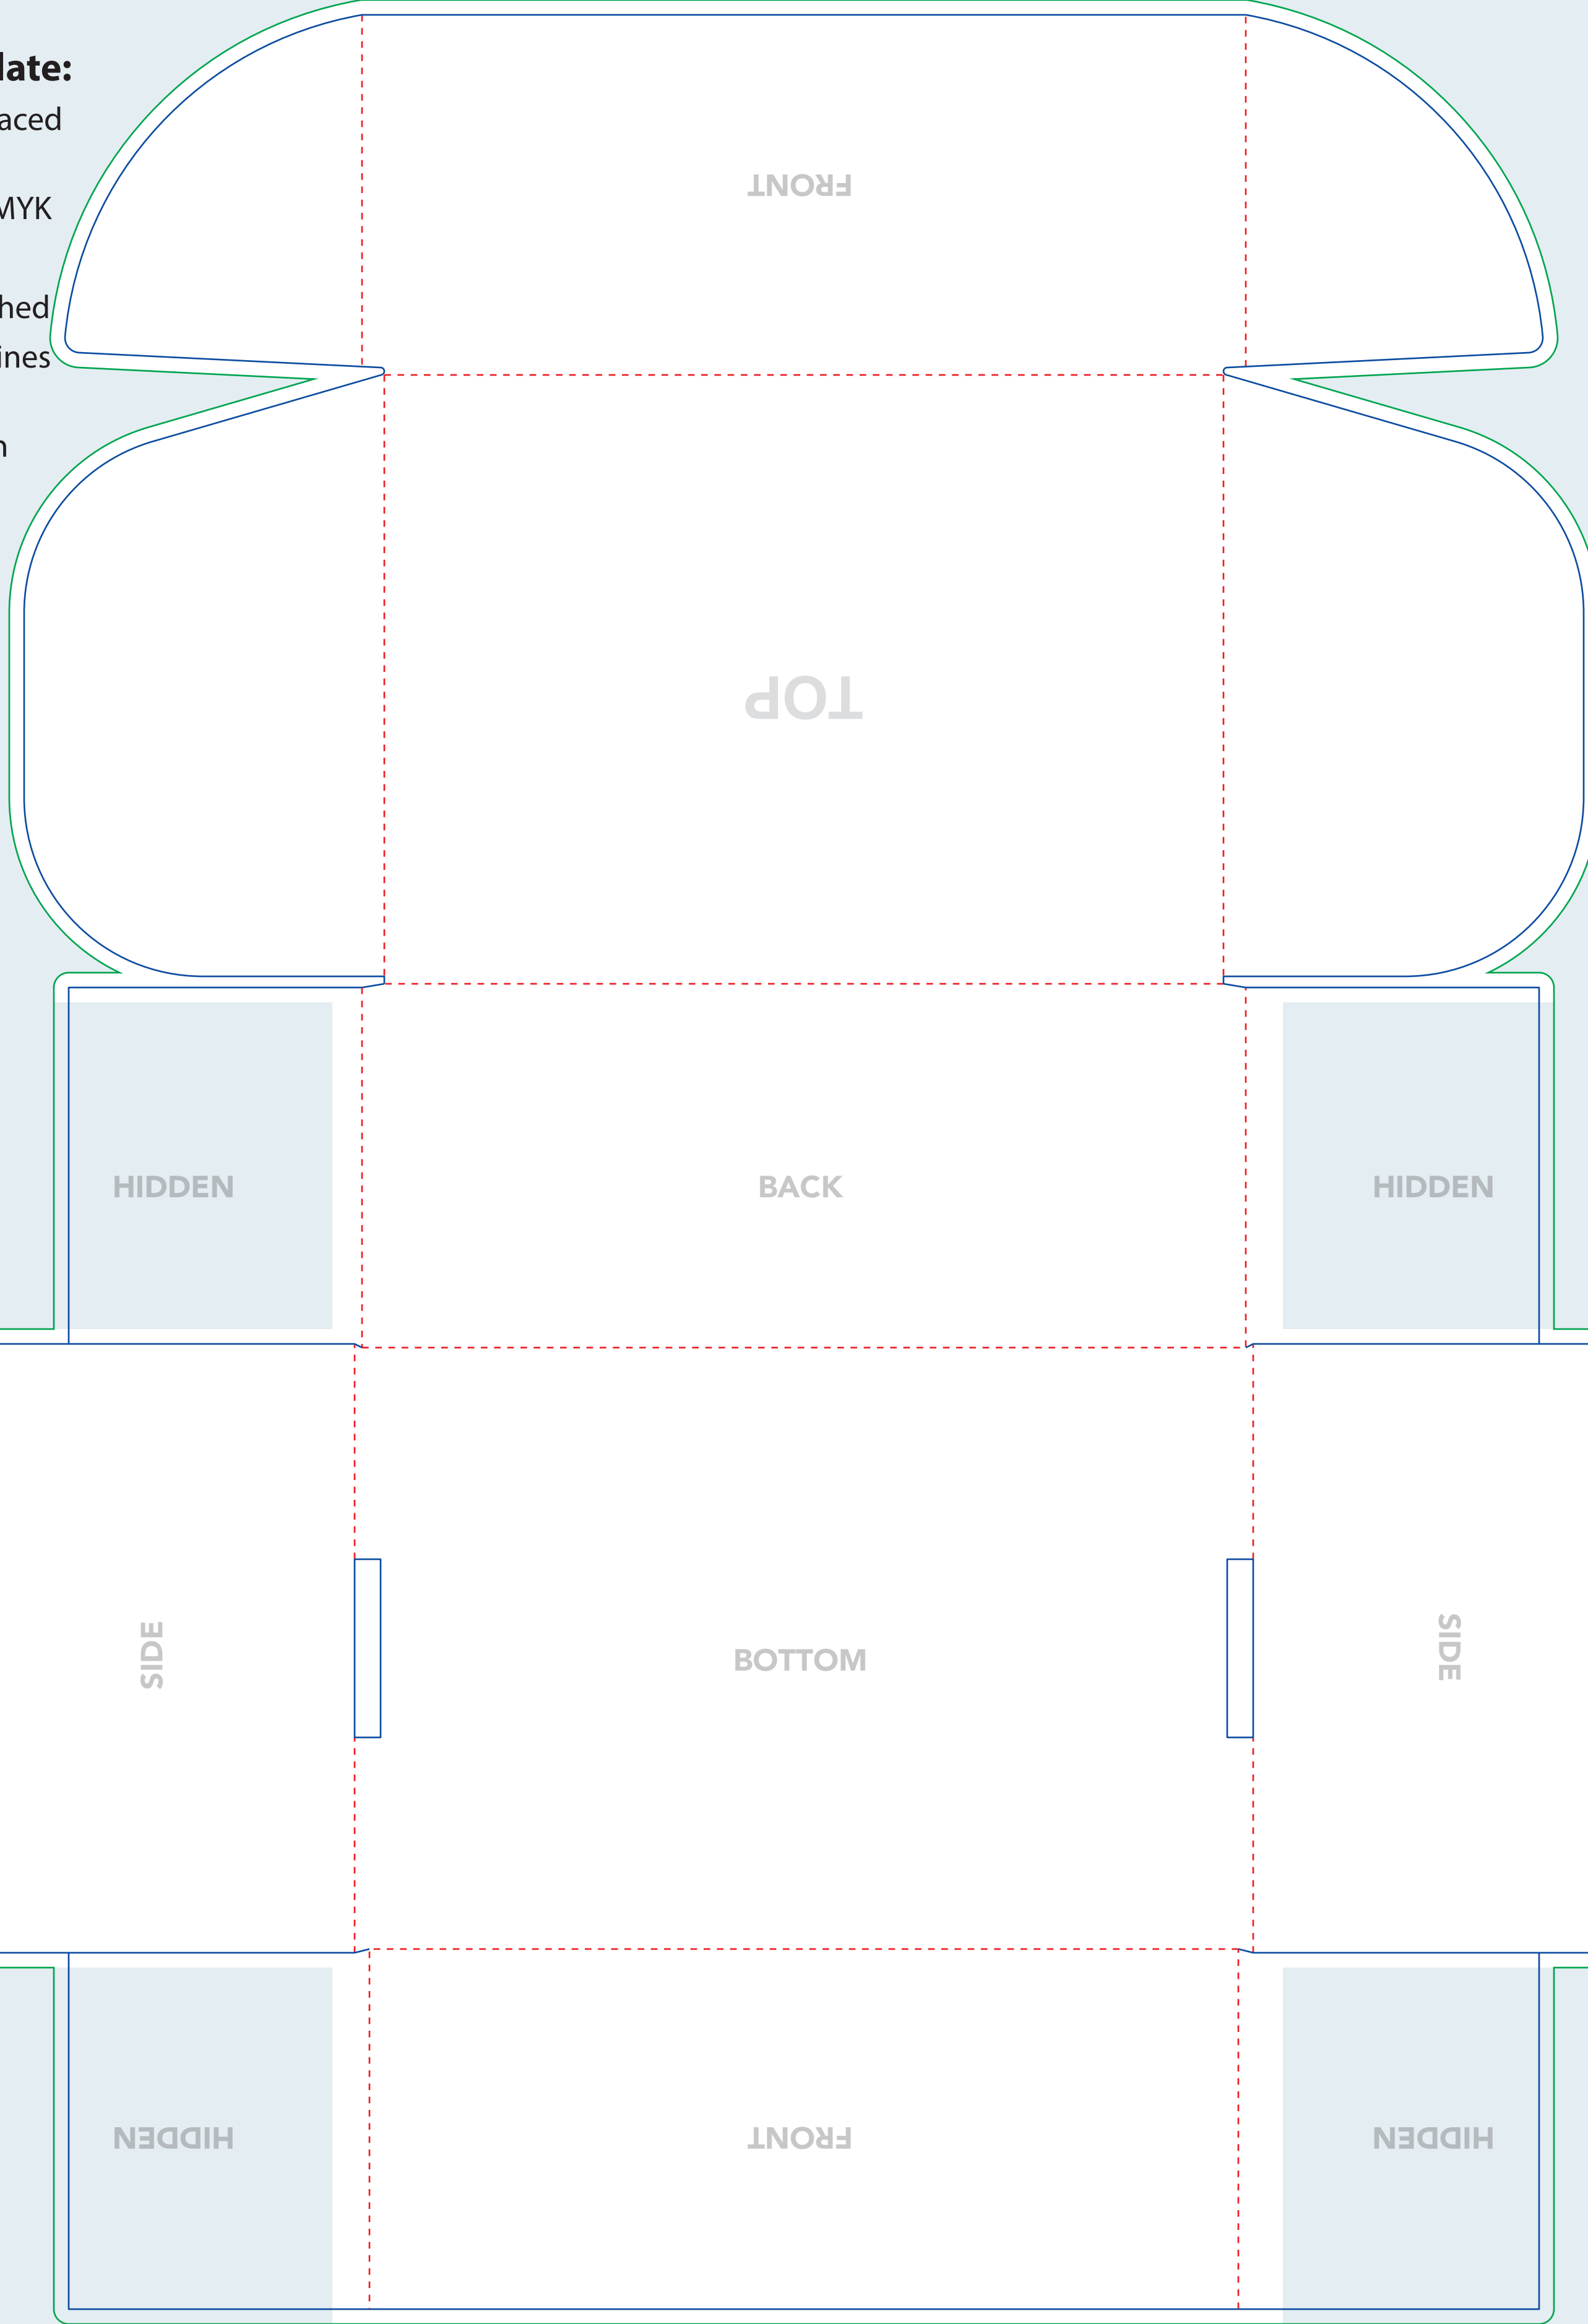 late:
aced
MYK
hed
ines
n
FRONT
TOP
HIDDEN
BACK
HIDDEN
SIDE
BOTTOM
SIDE
HIDDEN
FRONT
HIDDEN